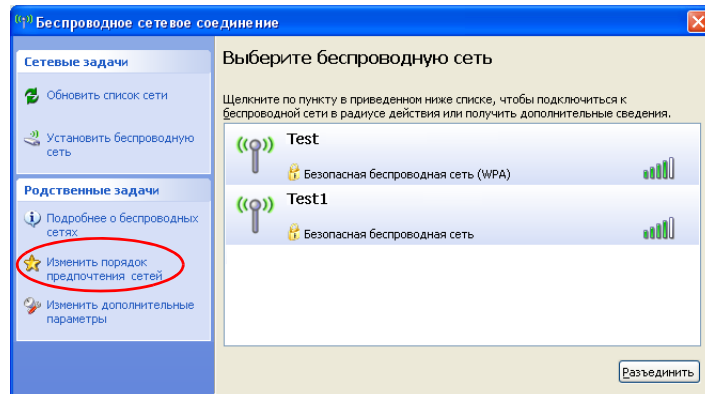 Беспроводное сетевое соединение
Сетевые задачи
Обновить список сети
Установить беспроводную
сеть
Родственные задачи
Подробнее о беспроводных
сетях
Изменить порядок
предпочтения сетей
Изменить дополнительные
параметры
Выберите беспроводную сеть
Щелкните по пункту в приведенном ниже списке, чтобы подключиться к
беспроводной сети в радиусе действия или получить дополнительные сведения.
Test
Безопасная беспроводная сеть (WPA)
Test1
Безопасная беспроводная сеть
Разъединить